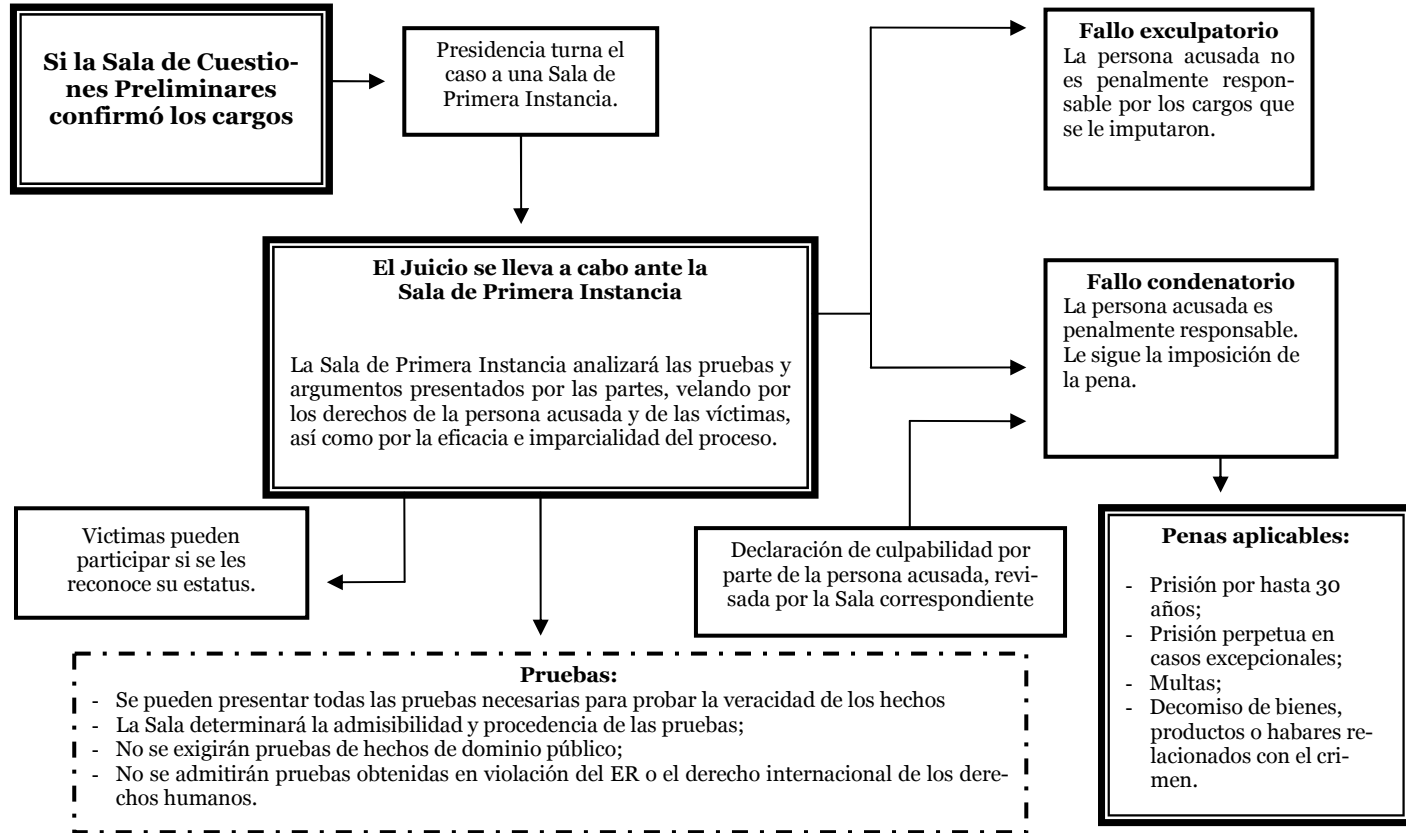 Si la Sala de Cuestio-
nes Preliminares
confirmó los cargos
Presidencia turna el
caso a una Sala de
Primera Instancia.
Fallo exculpatorio
La persona acusada no
es penalmente respon-
sable por los cargos que
se le imputaron.
El Juicio se lleva a cabo ante la
Sala de Primera Instancia
La Sala de Primera Instancia analizará las pruebas y
argumentos presentados por las partes, velando por
los derechos de la persona acusada y de las víctimas,
así como por la eficacia e imparcialidad del proceso.
Fallo condenatorio
La persona acusada es
penalmente responsable.
Le sigue la imposición de
la pena.
Victimas pueden
participar si se les
reconoce su estatus.
Declaración de culpabilidad por
parte de la persona acusada, revi-
sada por la Sala correspondiente
Penas aplicables:
- Prisión por hasta 30
años;
- Prisión perpetua en
casos excepcionales;
- Multas;
- Decomiso de bienes,
productos o habares re-
lacionados con el cri-
men.
Pruebas:
- Se pueden presentar todas las pruebas necesarias para probar la veracidad de los hechos
- La Sala determinará la admisibilidad y procedencia de las pruebas;
- No se exigirán pruebas de hechos de dominio público;
- No se admitirán pruebas obtenidas en violación del ER o el derecho internacional de los dere-
chos humanos.